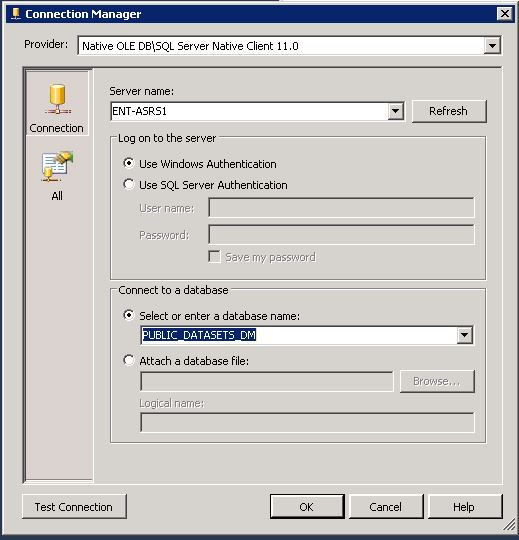 Connection Manager
Provider: Native OLE DB\SQL Server Native Client 11.0
Connection
All
Server name:
ENT-ASRS1 Refresh
Log on to the server
Use Windows Authentication
Use SQL Server Authentication
User name:
Password:
Save my password
Connect to a database
Select or enter a database name:
PUBLIC_DATASETS_DM
Attach a database file:
Browse...
Logical name:
Test Connection OK Cancel Help